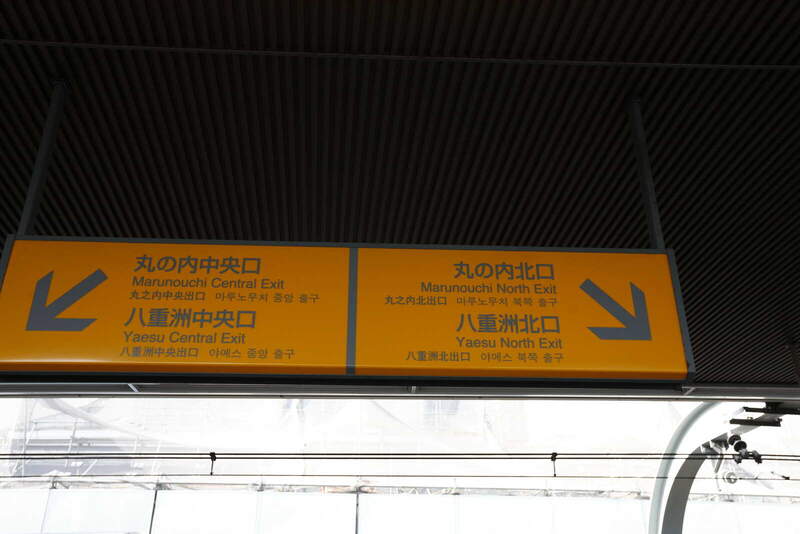 丸の内中央口
Marunouchi Central Exit
丸之内中央出口 마루노우치 중앙 출구
八重洲中央口
Yaesu Central Exit
八重洲中央出口 야에스 중앙 출구
丸の内北口
Marunouchi North Exit
丸之内北出口 마루노우치 북쪽 출구
八重洲北口
Yaesu North Exit
八重洲北出口 야에스 북쪽 출구